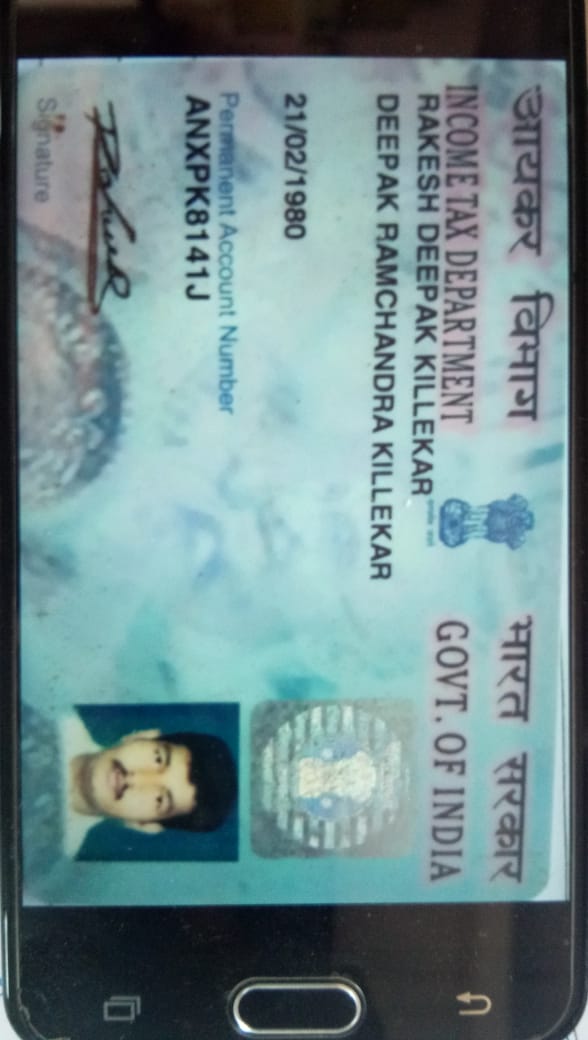 आयकर विभाग
INCOME TAX DEPARTMENT
भारत सरकार
GOVT. OF INDIA
RAKESH DEEPAK KILLEKAR
DEEPAK RAMCHANDRA KILLEKAR
21/02/1980
Permanent Account Number
ANXPK8141J
Signature